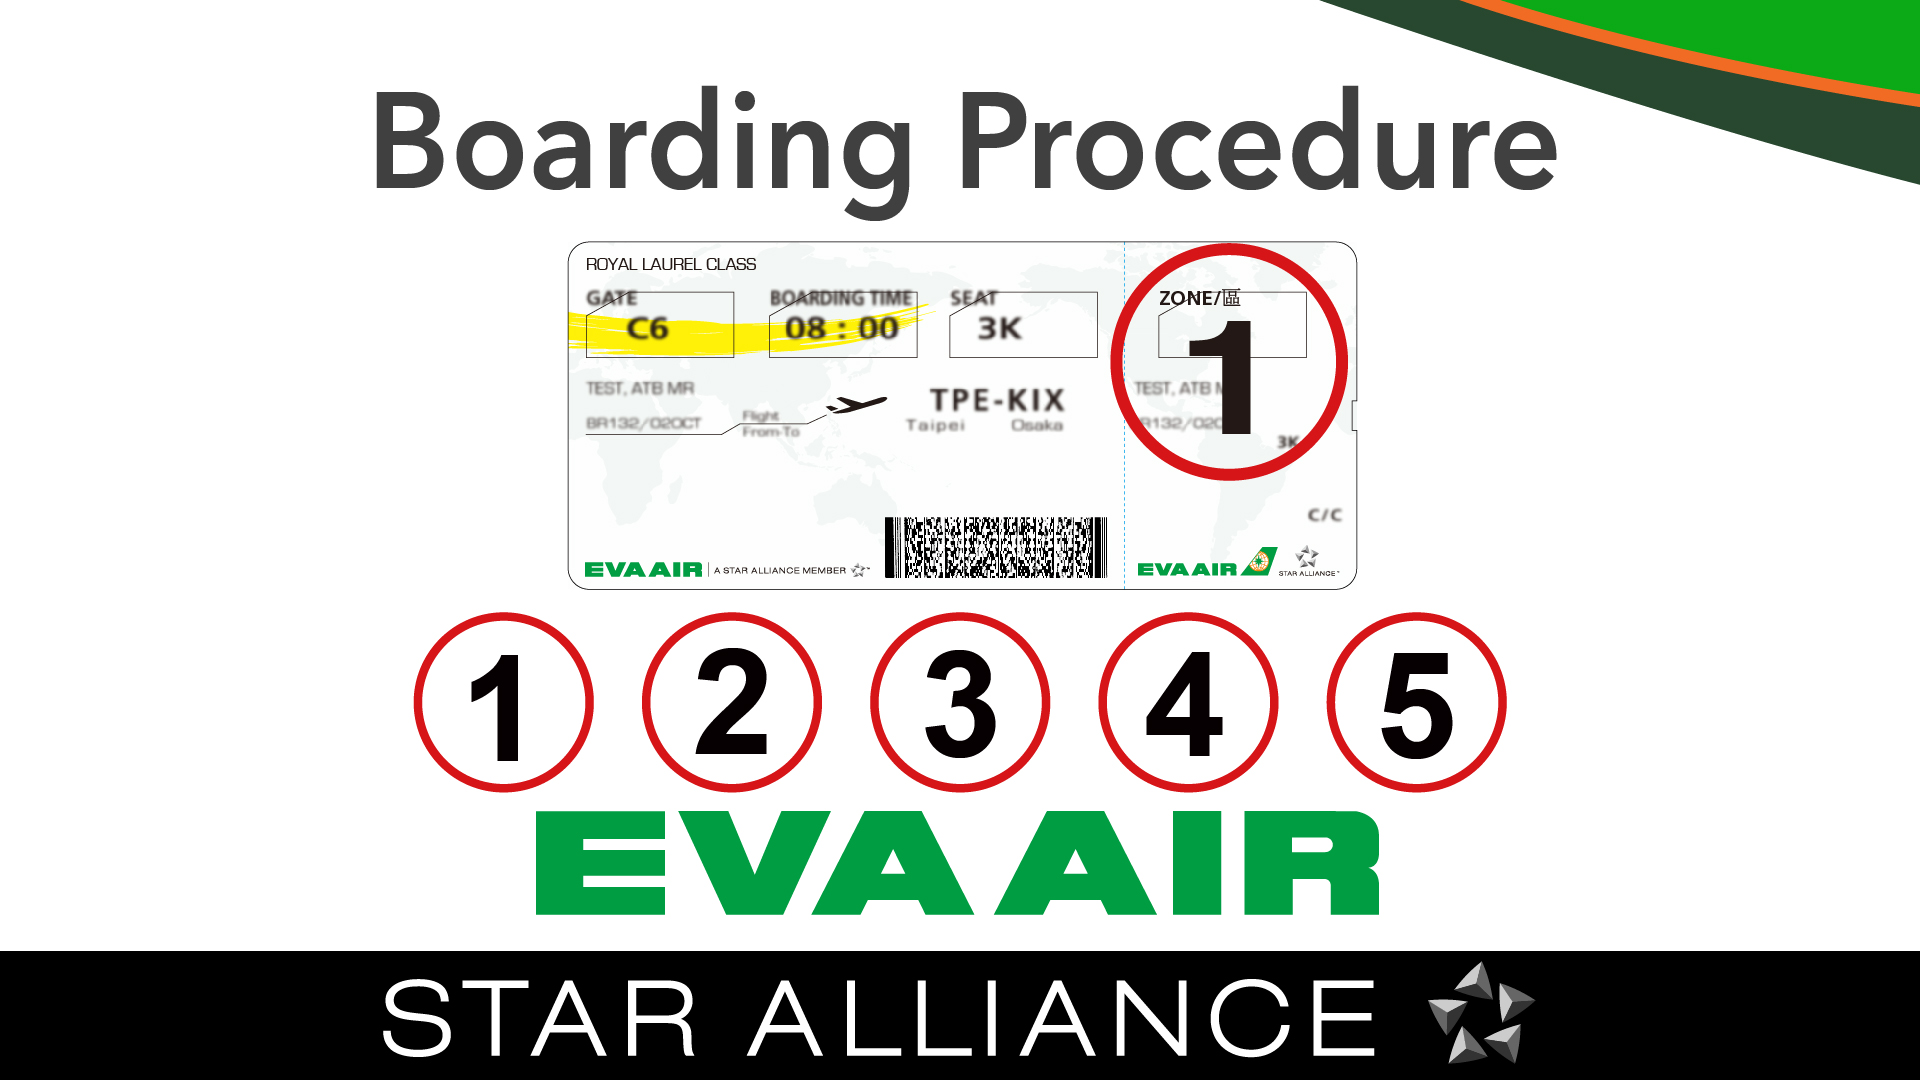 Boarding Procedure
ROYAL LAUREL CLASS
GATE BOARDING TIME SEAT ZONE/區
C6 08 : 00 3K 1
TEST, ATB MR TPE-KIX TEST, ATB
BR132/02OCT Flight From-To Taipei Osaka
3K
C/C
EVA AIR A STAR ALLIANCE MEMBER EVA AIR STAR ALLIANCE
1 2 3 4 5
EVA AIR
STAR ALLIANCE